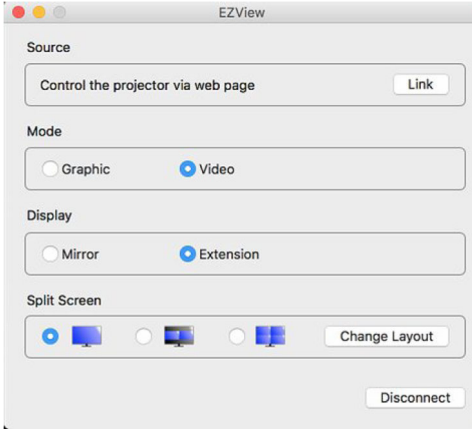 EZView
Source
Control the projector via web page Link
Mode
Graphic Video
Display
Mirror Extension
Split Screen
Change Layout
Disconnect